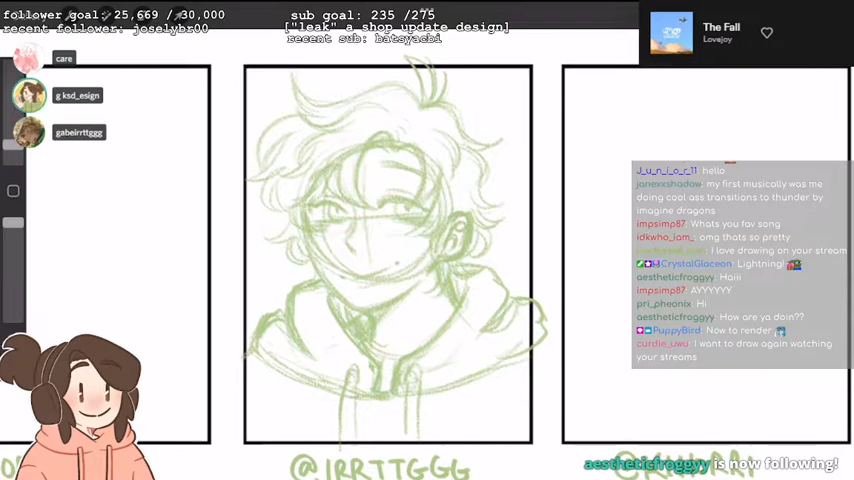 follower goal: 25,669 / 30,000
recent follower: joselybr00
sub goal: 235 /275
["leak" a shop update design]
recent sub: batsyacbi
The Fall
Lovejoy
care
g ksd_esign
gabeirrttggg
J_u_n_i_o_r_11 hello
janexxshadow: my first musically was me
doing cool ass transitions to thunder by
imagine dragons
impsimp87: Whats you fav song
idkwho_iam_: omg thats so pretty
i love drawing on your stream
CrystalGlaceon: Lightning!
aestheticfroggyy: Haiii
impsimp87: AYYYYYY
pri_pheonix: Hi
aestheticfroggyy: How are ya doin??
PuppyBird: Now to render
curdie_uwu: I want to draw again watching
your streams
@IRRTTGGG
aestheticfroggyy is now following!